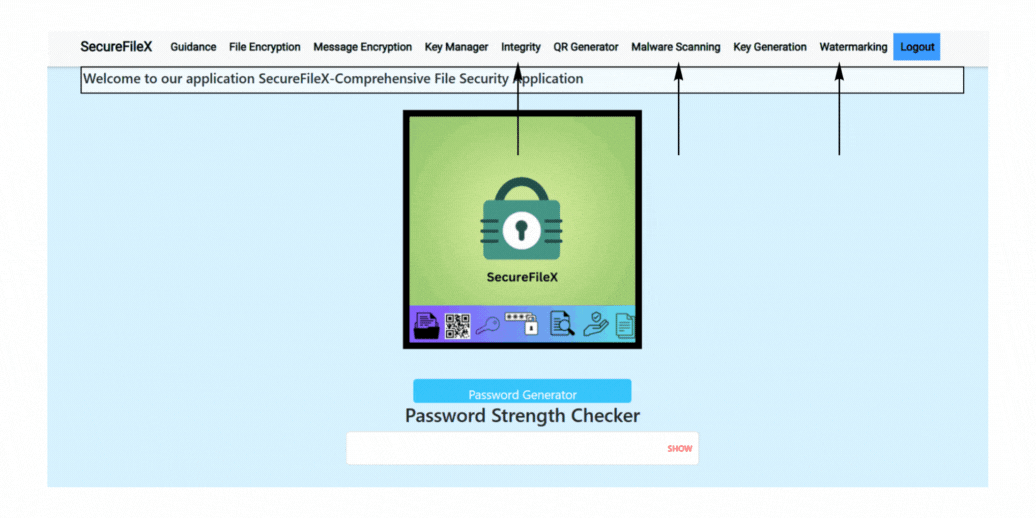 SecureFileX Guidance File Encryption Message Encryption Key Manager Integrity QR Generator Malware Scanning Key Generation Watermarking Logout
Welcome to our application SecureFileX-Comprehensive File Security Application
SecureFileX
Password Generator
Password Strength Checker
SHOW